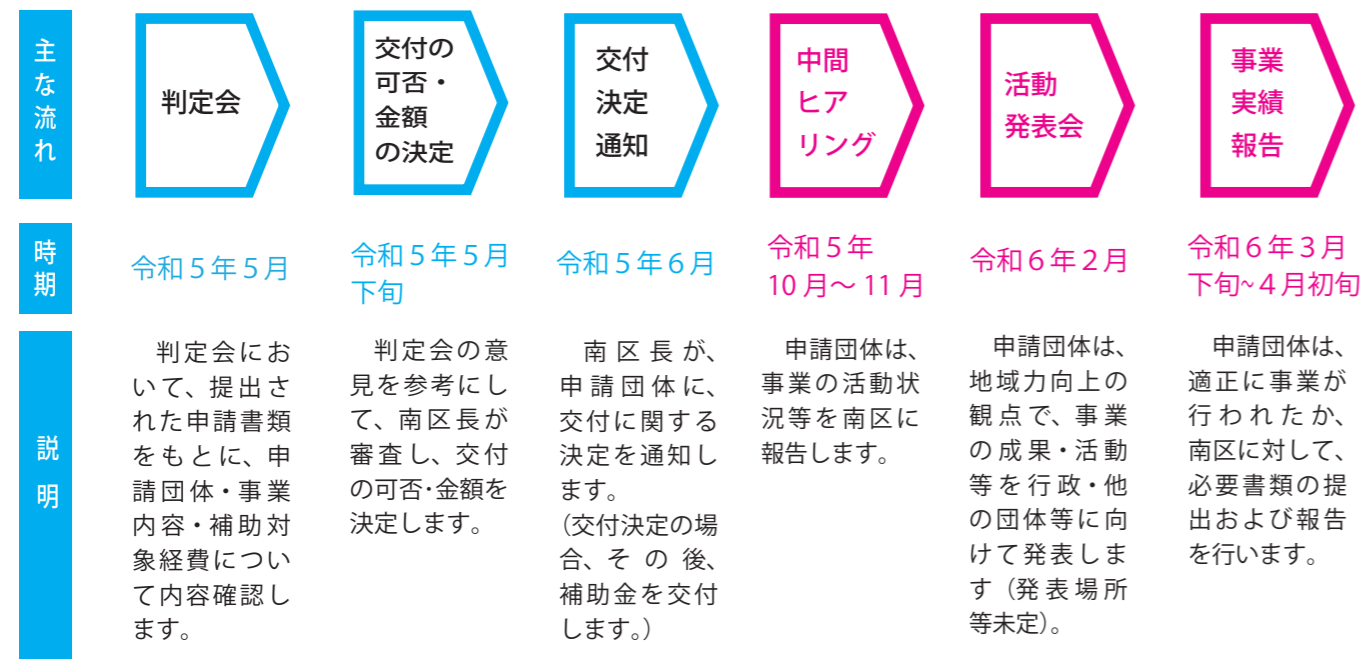 主な流れ
判定会
交付の
可否・
金額
の決定
交付
決定
通知
中間
ヒア
リング
活動
発表会
事業
実績
報告
時期
令和５年５月
令和５年５月
下旬
令和５年６月
令和５年
10 月～ 11 月
令和６年２月
令和６年３月
下旬~４月初旬
説明
判定会にお
いて、提出さ
れた申請書類
をもとに、申
請団体・事業
内容・補助対
象経費につい
て内容確認し
ます。
判定会の意
見を参考にし
て、南区長が
審査し、交付
の可否･金額を
決定します。
南区長が、
申請団体に、
交付に関する
決定を通知し
ます。
（交付決定の場
合、その後、
補助金を交付
します。）
申請団体は、
事業の活動状
況等を南区に
報告します。
申請団体は、
地域力向上の
観点で、事業
の成果・活動
等を行政・他
の団体等に向
けて発表しま
す（発表場所
等未定）。
申請団体は、
適正に事業が
行われたか、
南区に対して、
必要書類の提
出および報告
を行います。